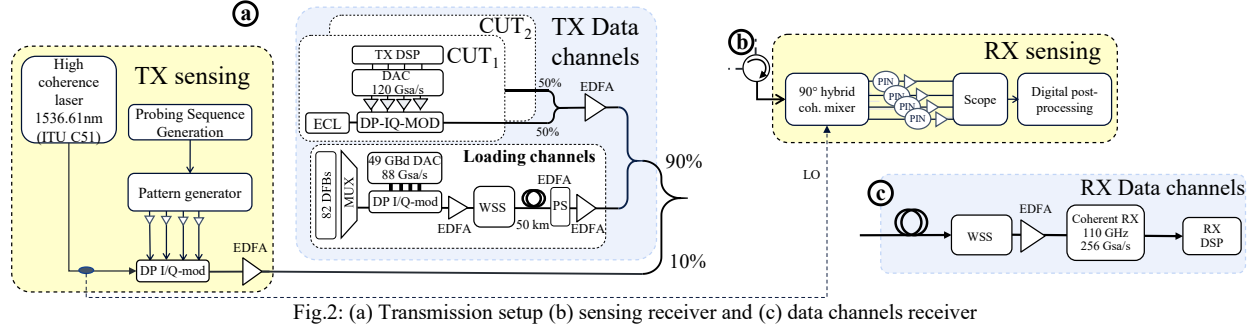 a
TX sensing
High
coherence
laser
1536.61nm
(ITU C51)
Probing Sequence
Generation
Pattern generator
DP I/Q-mod
EDFA
TX Data
channels
CUT2
CUT1
TX DSP
DAC
120 Gsa/s
ECL
DP-IQ-MOD
50%
50%
EDFA
Loading channels
82 DFBs
MUX
49 GBd DAC
88 Gsa/s
DP I/Q-mod
EDFA
WSS
50 km
EDFA
PS
EDFA
90%
10%
b
RX sensing
90° hybrid
coh. mixer
PIN
PIN
PIN
PIN
Scope
Digital post-
processing
LO
c
RX Data channels
WSS
EDFA
Coherent RX
110 GHz
256 Gsa/s
RX
DSP
Fig.2: (a) Transmission setup (b) sensing receiver and (c) data channels receiver